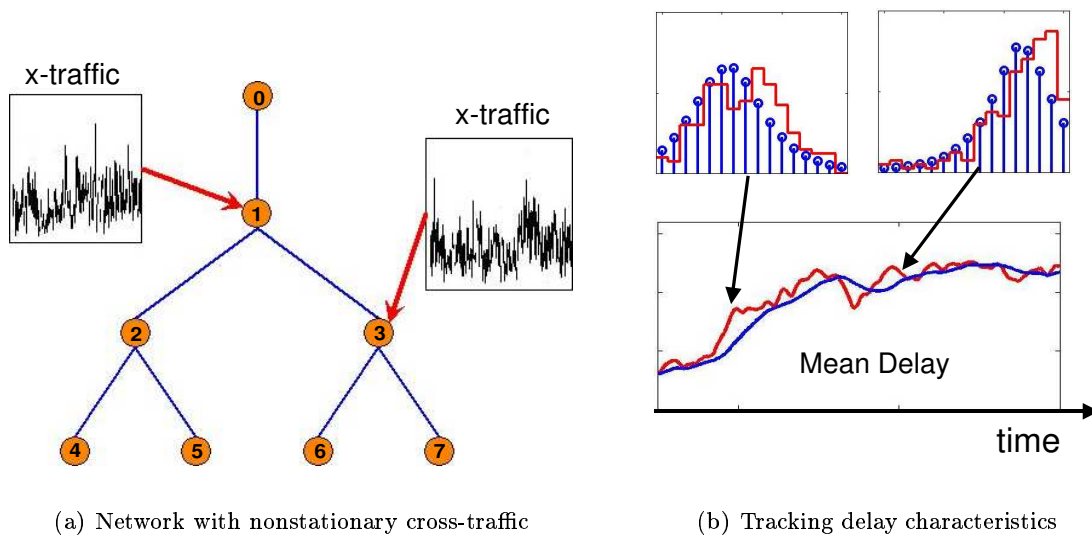 x-traffic
0
x-traffic
1
2
3
4
5
6
7
Mean Delay
time
(a) Network with nonstationary cross-traffic
(b) Tracking delay characteristics